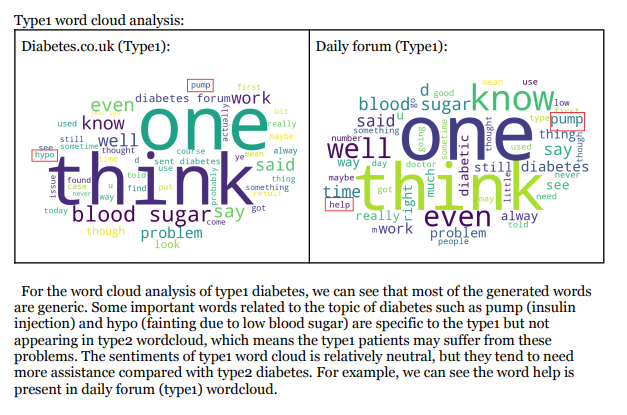 Type1 word cloud analysis:
Diabetes.co.uk (Type1):
pump
first
even
diabetes forum
work
one
actually
bit
used
know
really
maybe
see
still
well
hypo
sometime
thought
course
ye
mean
alway
time
d
sent
diabetes
said
think
issue
found
told
use
thing
case
u
find
put
probably
something
never
way
result
today
blood sugar
say
got
come
though
problem
look
Daily forum (Type1):
mean
use
d
good
know
low
blood
go
sugar
first
said
u
one
type
pump
something
thing
number
well
going
sometime
thought
used
say
though
way
day
doctor
diabetic
still
diabetes
maybe
got
think
never
time
much
little
see
help
right
may
need
really
even
alway
m
work
problem
told
people
For the word cloud analysis of type1 diabetes, we can see that most of the generated words
are generic. Some important words related to the topic of diabetes such as pump (insulin
injection) and hypo (fainting due to low blood sugar) are specific to the type1 but not
appearing in type2 wordcloud, which means the type1 patients may suffer from these
problems. The sentiments of type1 word cloud is relatively neutral, but they tend to need
more assistance compared with type2 diabetes. For example, we can see the word help is
present in daily forum (type1) wordcloud.